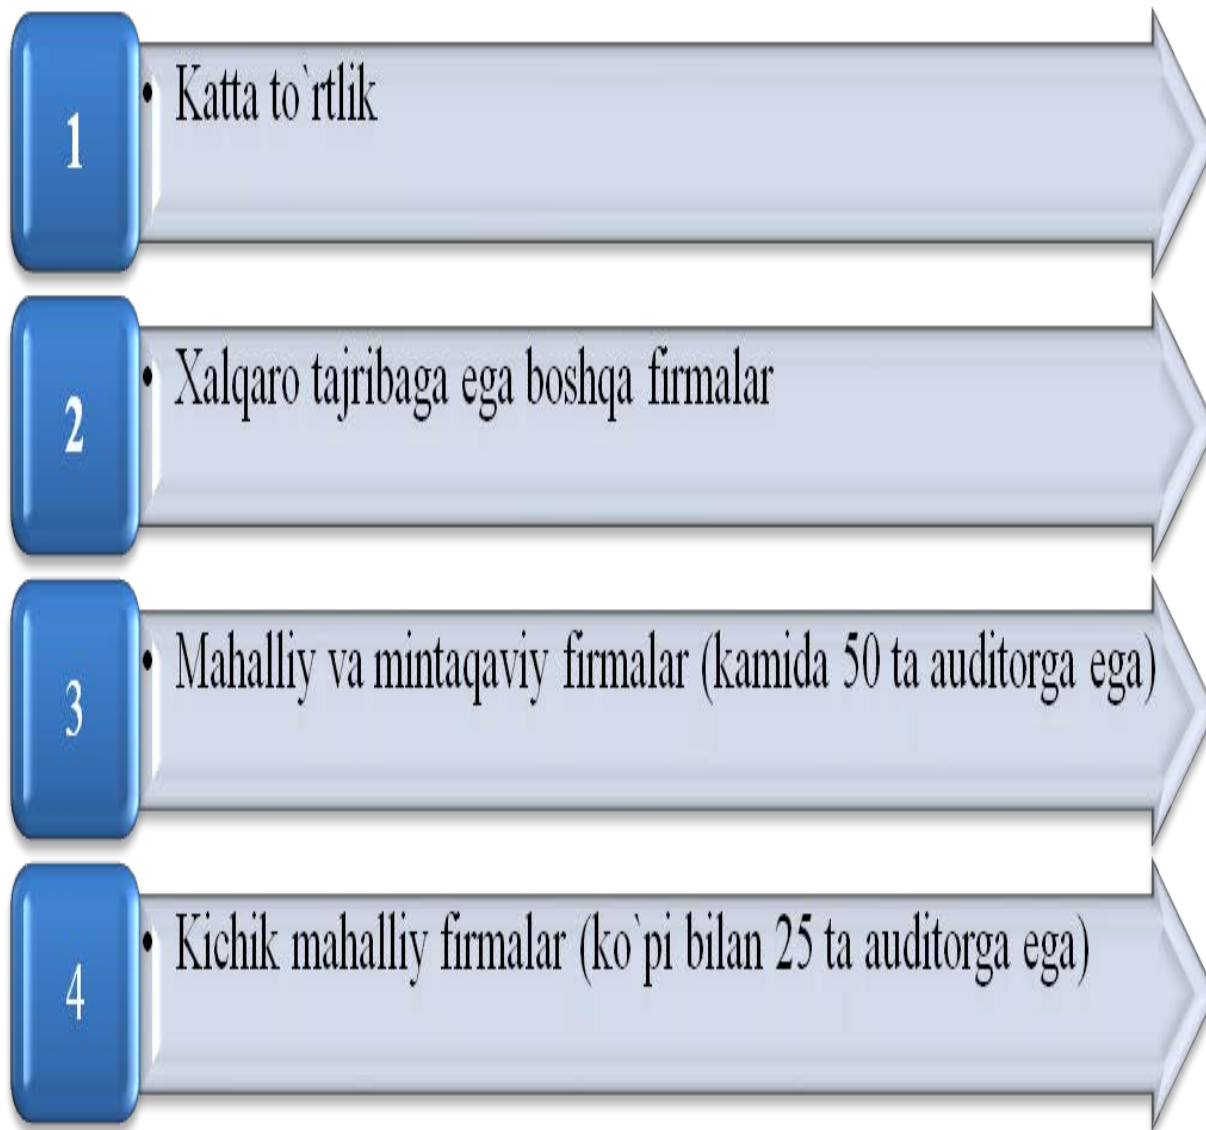 1
• Katta to`rtlik
2
• Xalqaro tajribaga ega boshqa firmalar
3
• Mahalliy va mintaqaviy firmalar (kamida 50 ta auditorga ega)
4
• Kichik mahalliy firmalar (ko`pi bilan 25 ta auditorga ega)